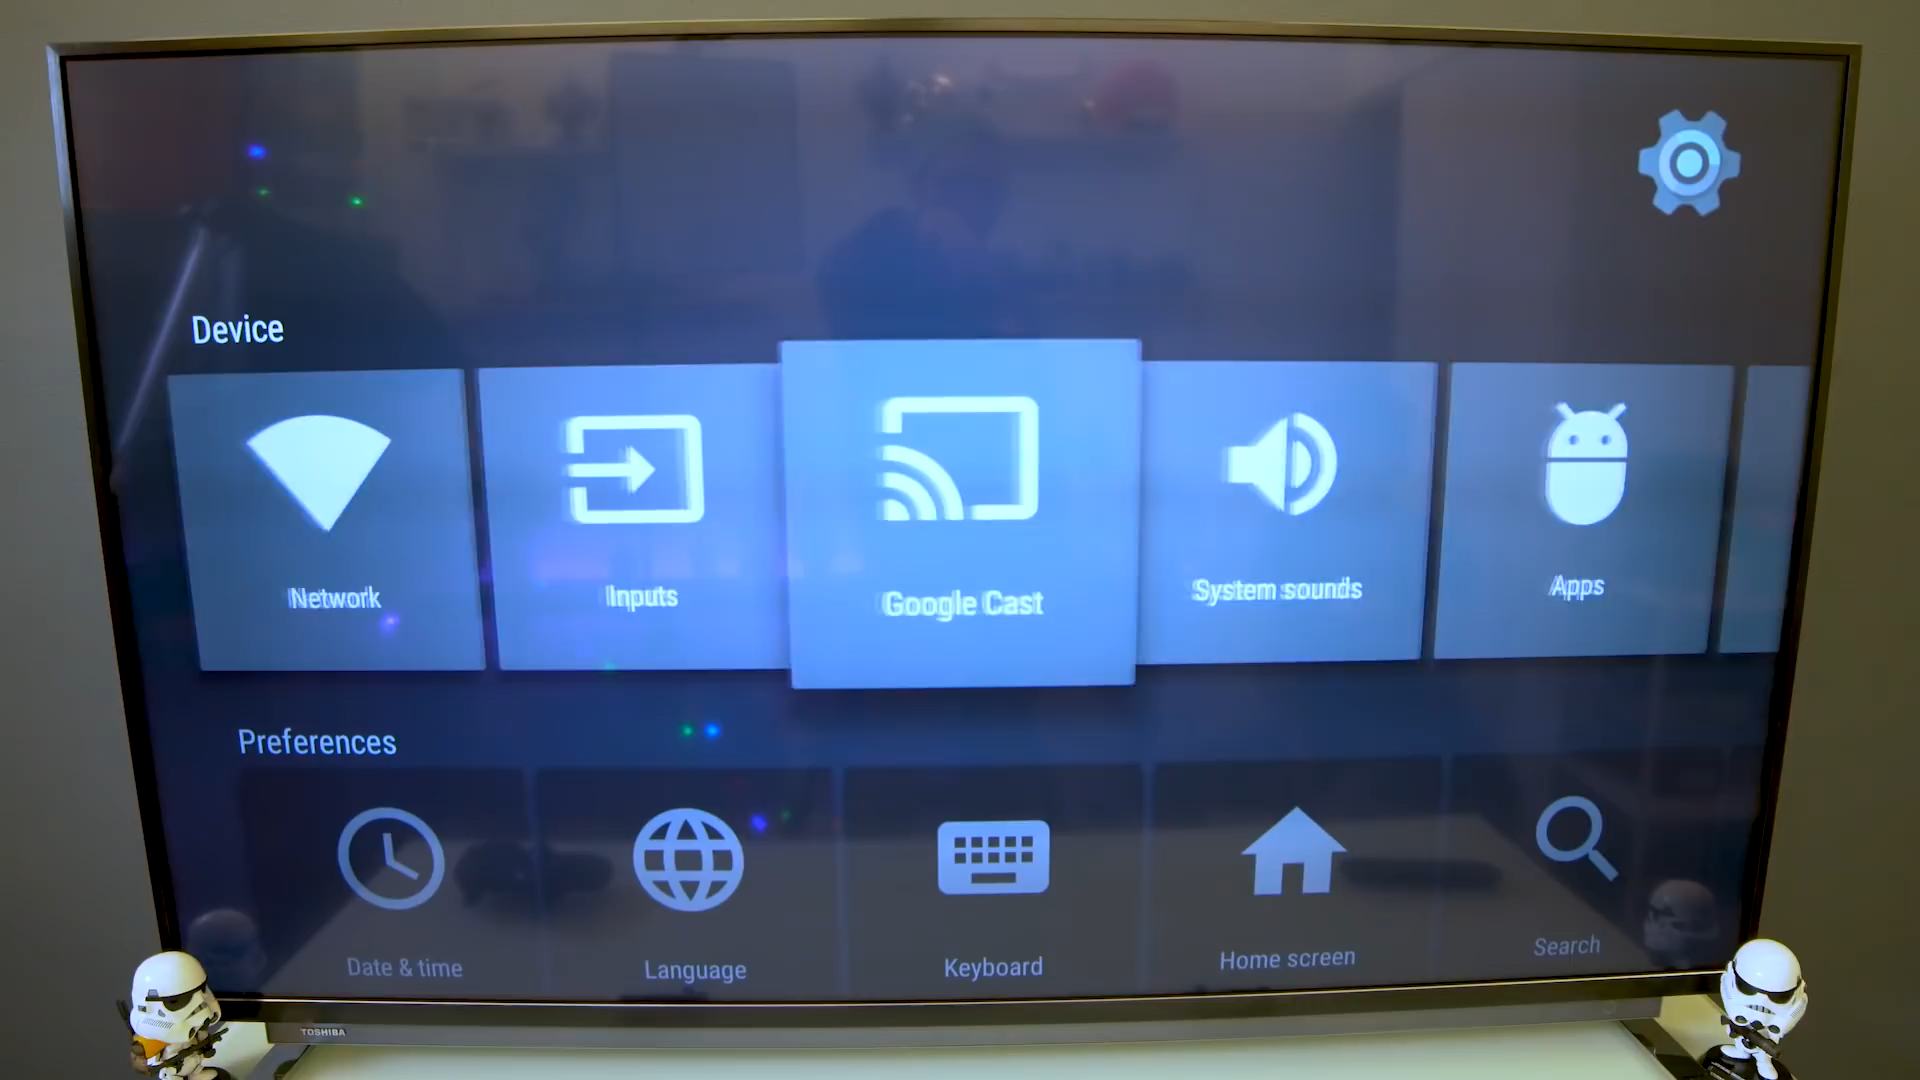 Device
Network
Inputs
Google Cast
System sounds
Apps
Preferences
Date & time
Language
Keyboard
Home screen
Search
TOSHIBA